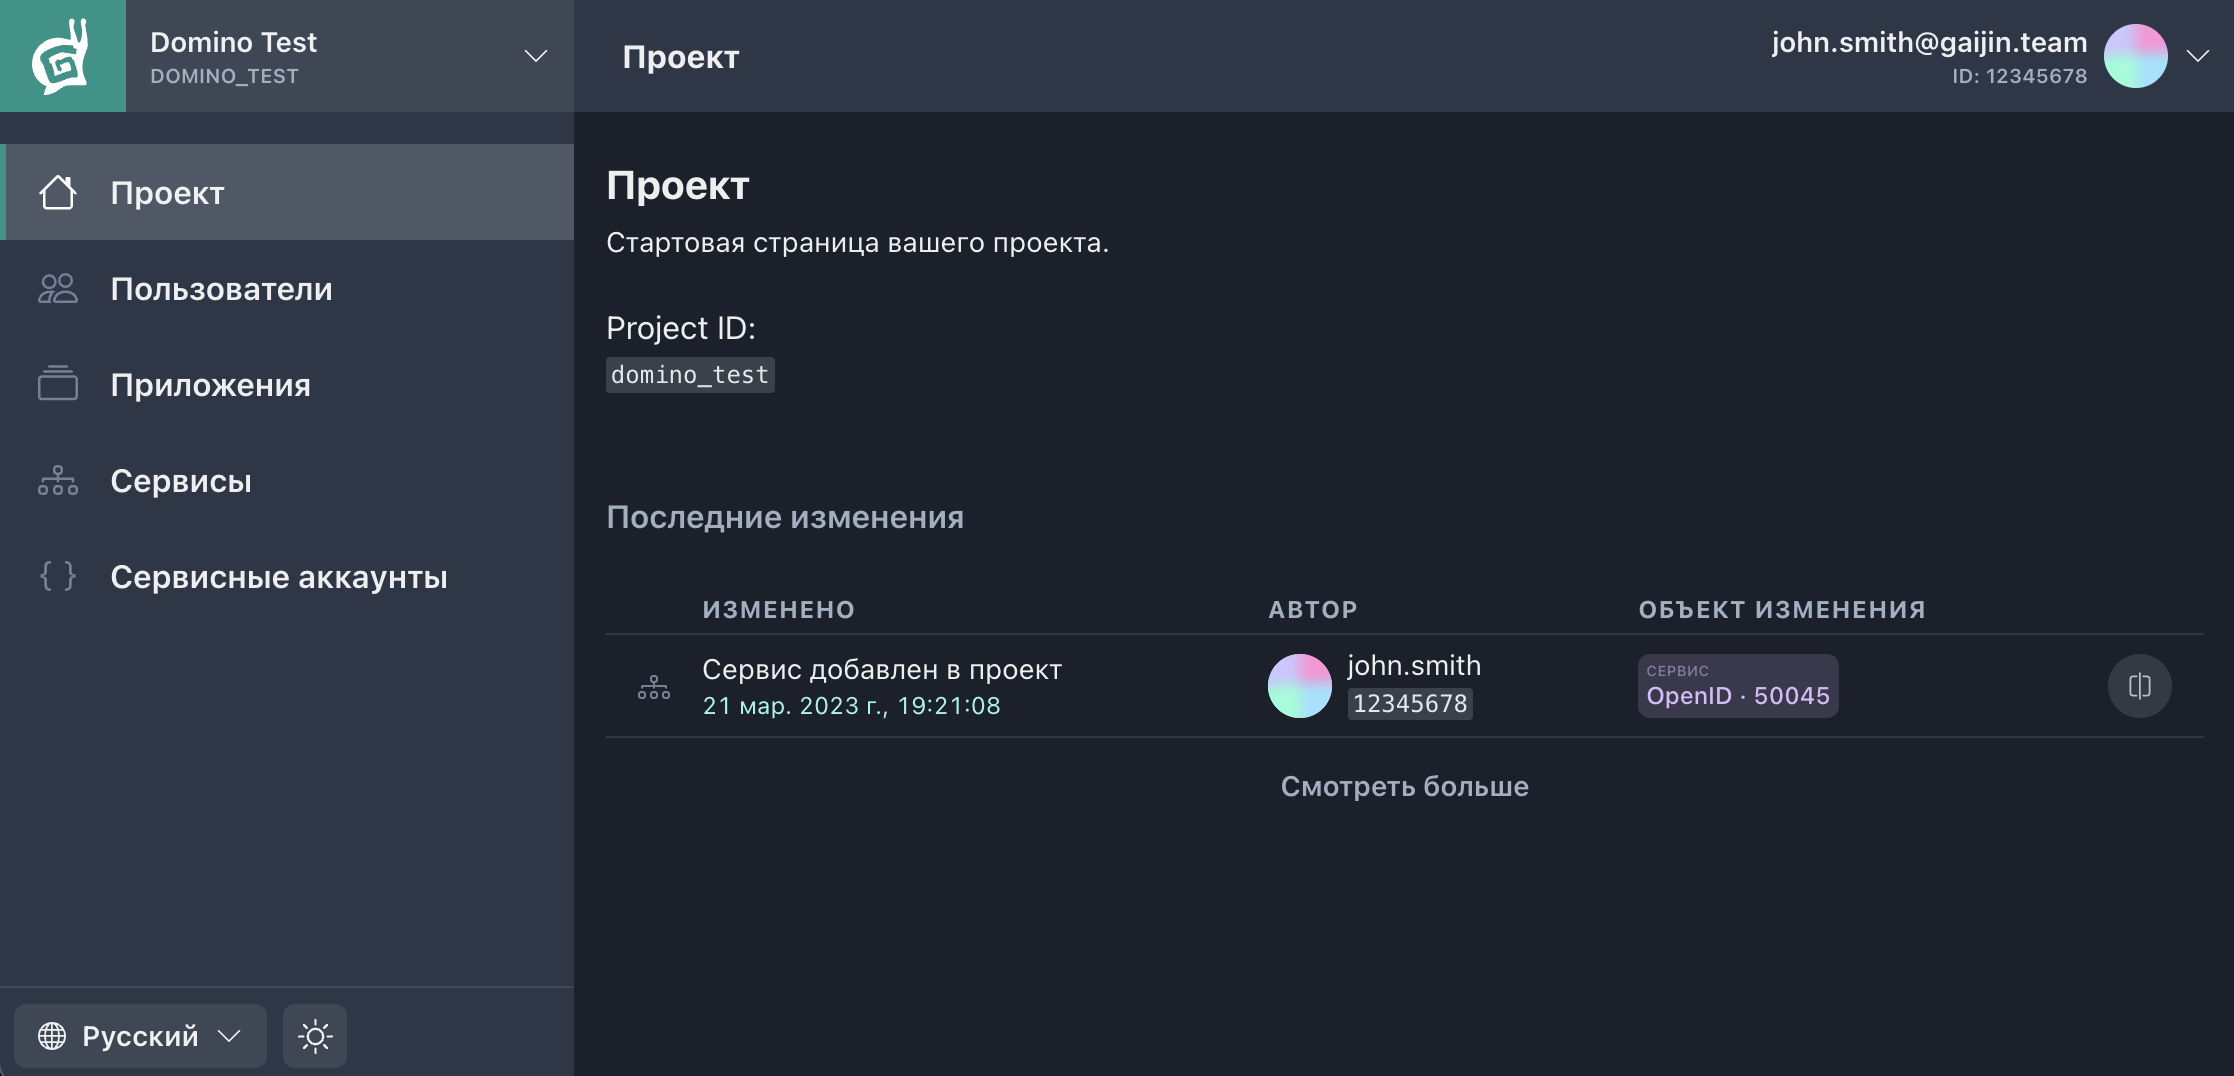 Domino Test
DOMINO_TEST
Проект
john.smith@gaijin.team
ID: 12345678
Проект
Пользователи
Приложения
Сервисы
Сервисные аккаунты
Русский
Проект
Стартовая страница вашего проекта.
Project ID:
domino_test
Последние изменения
ИЗМЕНЕНО АВТОР ОБЪЕКТ ИЗМЕНЕНИЯ
Сервис добавлен в проект
21 мар. 2023 г., 19:21:08
john.smith
12345678
СЕРВИС
OpenID · 50045
Смотреть больше